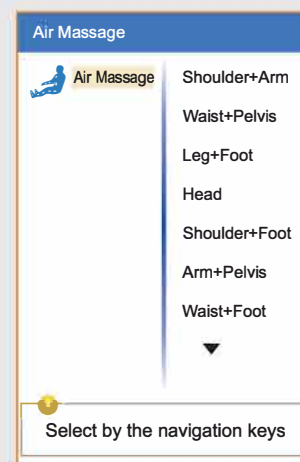 Air Massage
Air Massage
Shoulder+Arm
Waist+Pelvis
Leg+Foot
Head
Shoulder+Foot
Arm+Pelvis
Waist+Foot
Select by the navigation keys